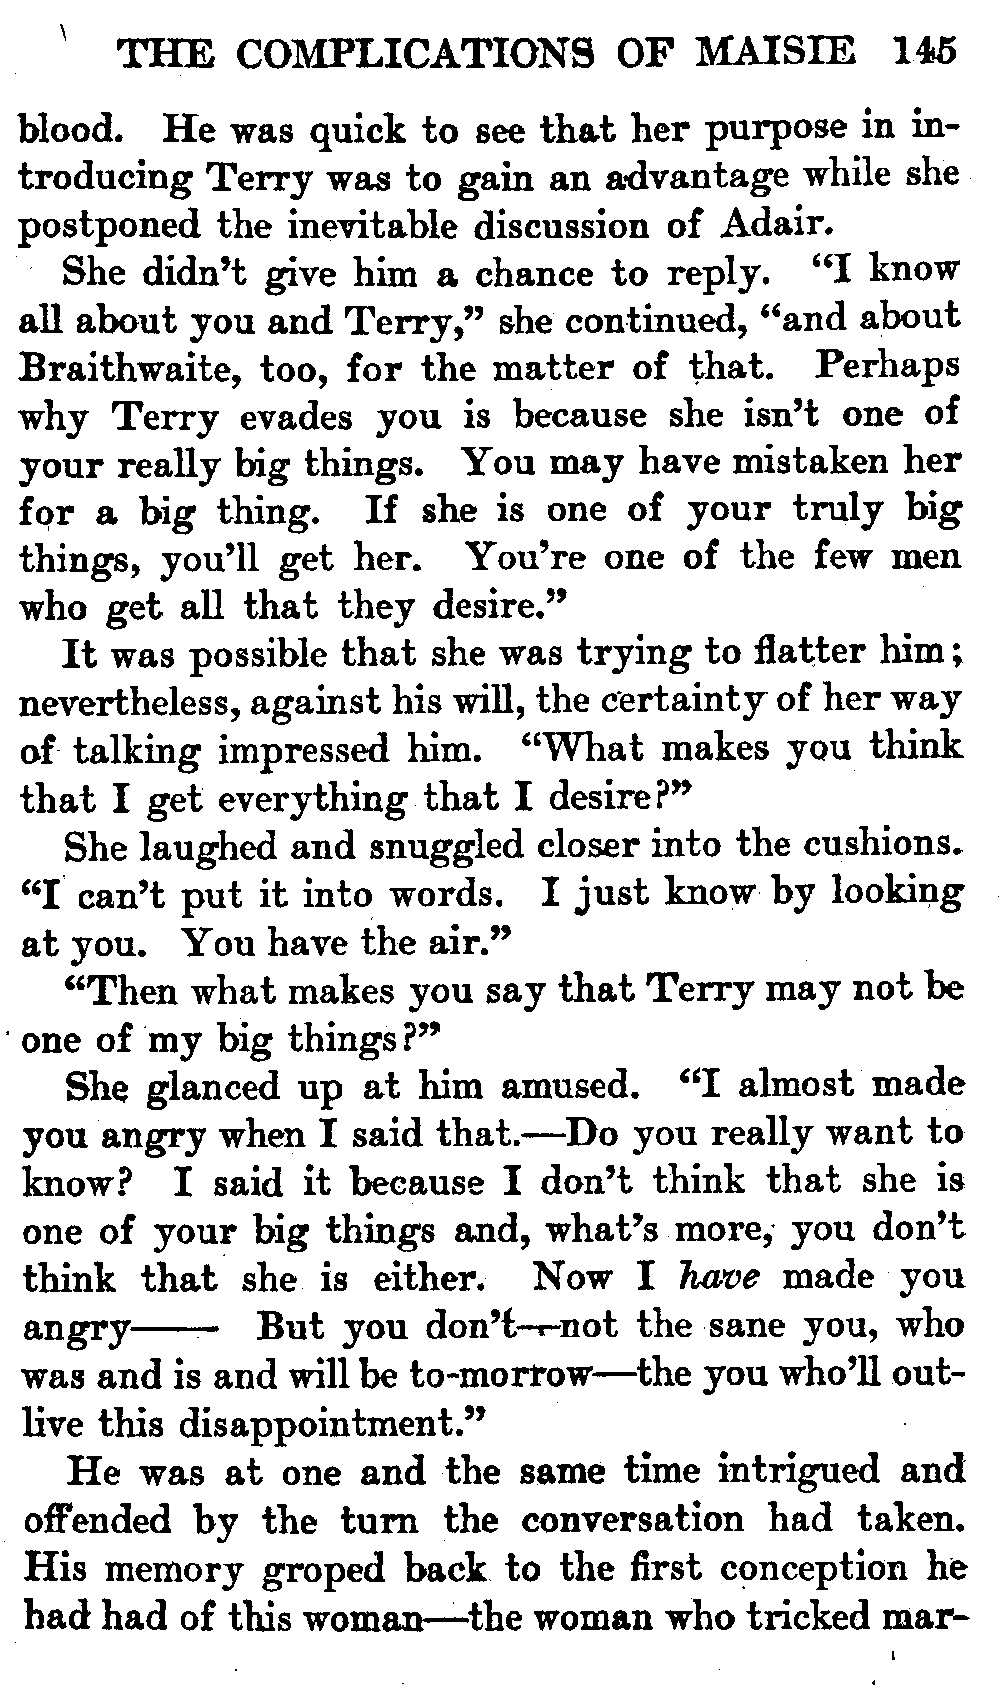 THE COMPLICATIONS OF MAISIE 145
blood. He was quick to see that her purpose in in-
troducing Terry was to gain an advantage while she
postponed the inevitable discussion of Adair.
She didn't give him a chance to reply. “I know
all about you and Terry,” she continued, “and about
Braithwaite, too, for the matter of that. Perhaps
why Terry evades you is because she isn't one of
your really big things. You may have mistaken her
for a big thing. If she is one of your truly big
things, you'll get her. You're one of the few men
who get all that they desire.”
It was possible that she was trying to flatter him;
nevertheless, against his will, the certainty of her way
of talking impressed him. “What makes you think
that I get everything that I desire?”
She laughed and snuggled closer into the cushions.
“I can't put it into words. I just know by looking
at you. You have the air.”
“Then what makes you say that Terry may not be
one of my big things?”
She glanced up at him amused. “I almost made
you angry when I said that.—Do you really want to
know? I said it because I don't think that she is
one of your big things and, what's more, you don't
think that she is either. Now I have made you
angry—— But you don't—not the sane you, who
was and is and will be to-morrow—the you who'll out-
live this disappointment.”
He was at one and the same time intrigued and
offended by the turn the conversation had taken.
His memory groped back to the first conception he
had had of this woman—the woman who tricked mar-